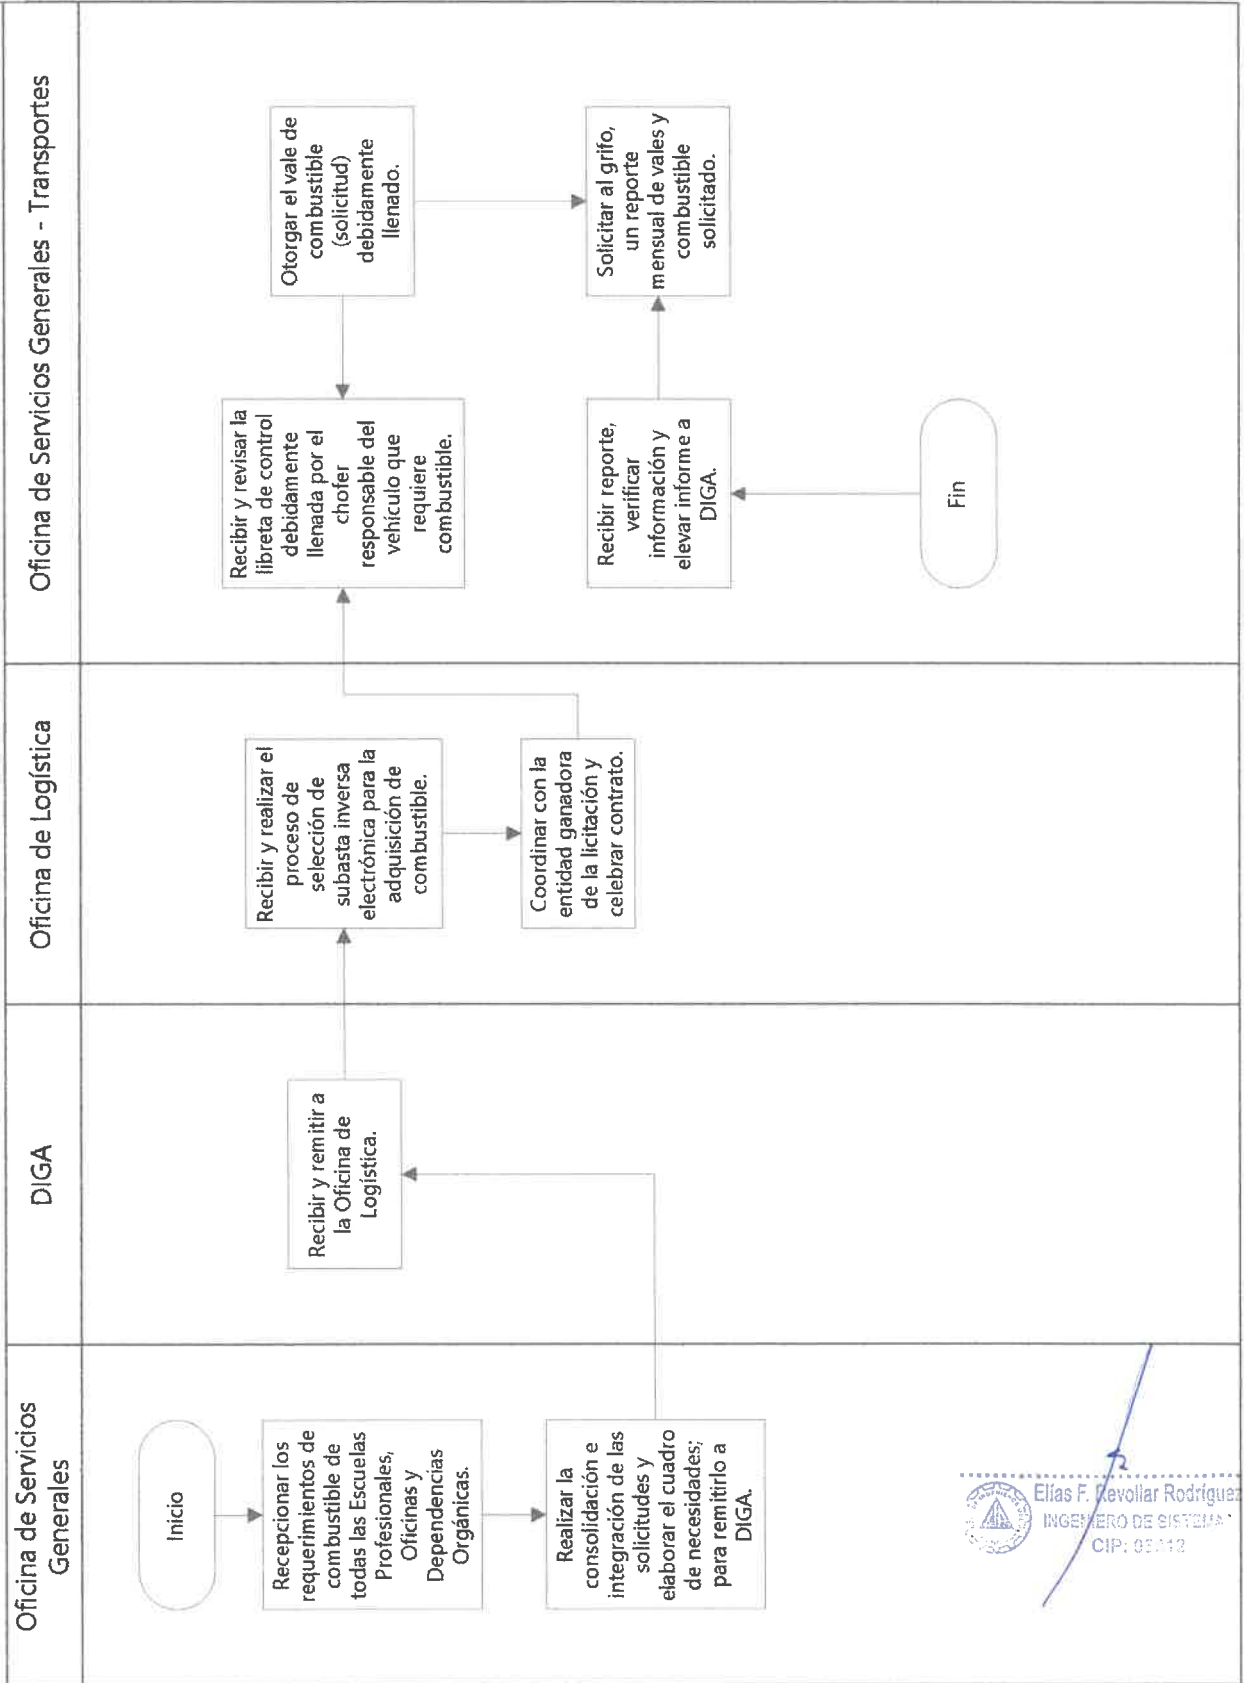 Oficina de Servicios
Generales
DIGA
Oficina de Logística
Oficina de Servicios Generales - Transportes
Inicio
Recepcionar los
requerimientos de
combustible de
todas las Escuelas
Profesionales,
Oficinas y
Dependencias
Orgánicas.
Realizar la
consolidación e
integración de las
solicitudes y
elaborar el cuadro
de necesidades;
para remitirlo a
DIGA.
Recibir y remitir a
la Oficina de
Logística.
Recibir y realizar el
proceso de
selección de
subasta inversa
electrónica para la
adquisición de
combustible.
Coordinar con la
entidad ganadora
de la licitación y
celebrar contrato.
Recibir y revisar la
libreta de control
debidamente
llenada por el
chofer
responsable del
vehículo que
requiere
combustible.
Otorgar el vale de
combustible
(solicitud)
debidamente
llenado.
Solicitar al grifo,
un reporte
mensual de vales y
combustible
solicitado.
Recibir reporte,
verificar
información y
elevar informe a
DIGA.
Fin
Elías F. Revollar Rodríguez
INGENIERO DE SISTEMA
CIP: